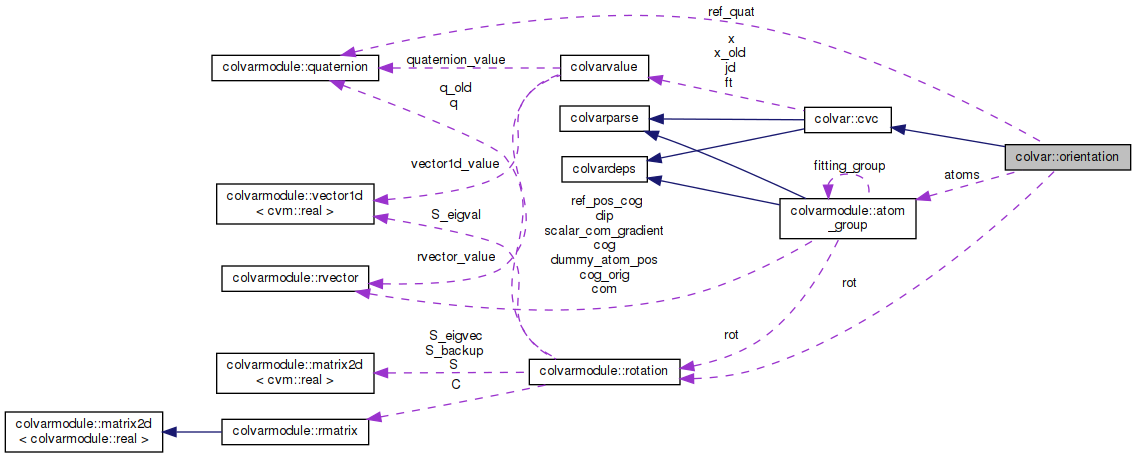 ref_quat
colvarmodule::quaternion
quaternion_value
colvarvalue
x
x_old
jd
ft
q_old
q
colvarparse
colvar::cvc
colvar::orientation
vector1d_value
colvardeps
fitting_group
atoms
colvarmodule::vector1d
< cvm::real >
S_eigval
colvarmodule::atom
_group
ref_pos_cog
dip
scalar_com_gradient
cog
dummy_atom_pos
cog_orig
com
rvector_value
colvarmodule::rvector
rot
rot
S_eigvec
S_backup
S
colvarmodule::matrix2d
< cvm::real >
colvarmodule::rotation
C
colvarmodule::matrix2d
< colvarmodule::real >
colvarmodule::rmatrix